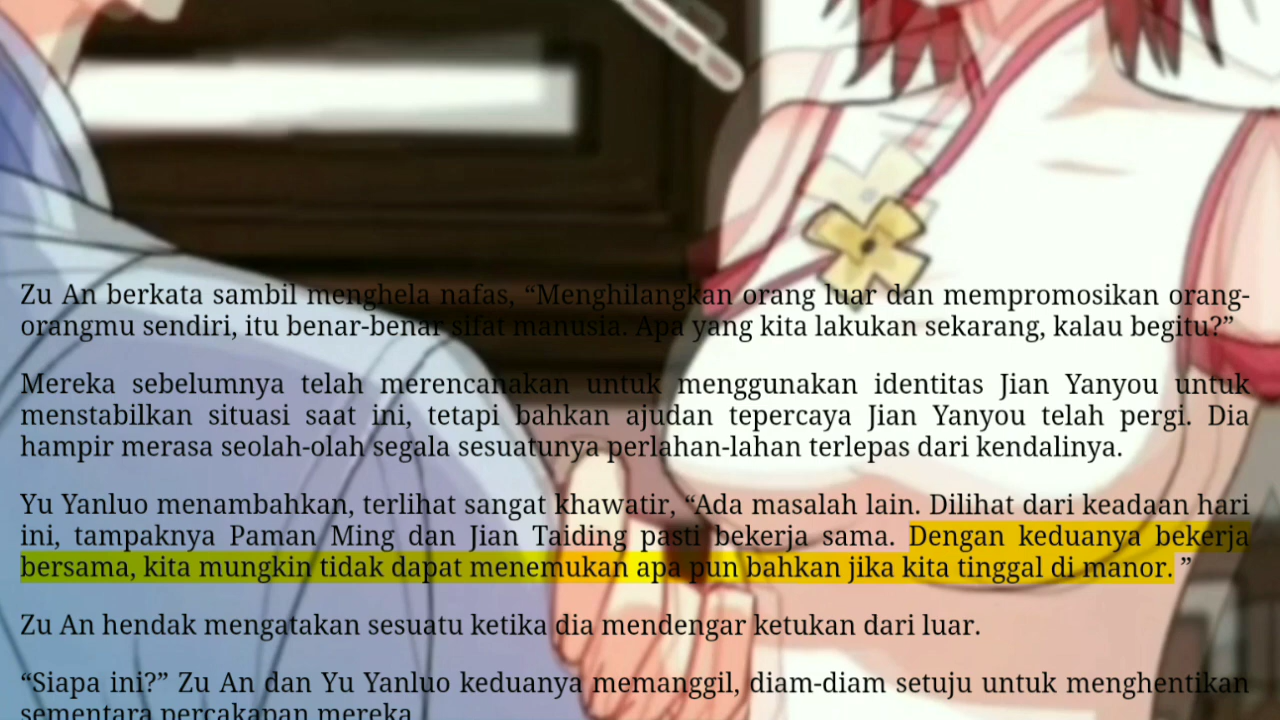 Zu An berkata sambil menghela nafas, “Menghilangkan orang luar dan mempromosikan orang-
orangmu sendiri, itu benar-benar sifat manusia. Apa yang kita lakukan sekarang, kalau begitu?”
Mereka sebelumnya telah merencanakan untuk menggunakan identitas Jian Yanyou untuk
menstabilkan situasi saat ini, tetapi bahkan ajudan tepercaya Jian Yanyou telah pergi. Dia
hampir merasa seolah-olah segala sesuatunya perlahan-lahan terlepas dari kendalinya.
Yu Yanluo menambahkan, terlihat sangat khawatir, “Ada masalah lain. Dilihat dari keadaan hari
ini, tampaknya Paman Ming dan Jian Taiding pasti bekerja sama. Dengan keduanya bekerja
bersama, kita mungkin tidak dapat menemukan apa pun bahkan jika kita tinggal di manor. ”
Zu An hendak mengatakan sesuatu ketika dia mendengar ketukan dari luar.
“Siapa ini?” Zu An dan Yu Yanluo keduanya memanggil, diam-diam setuju untuk menghentikan
sementara percakapan mereka.